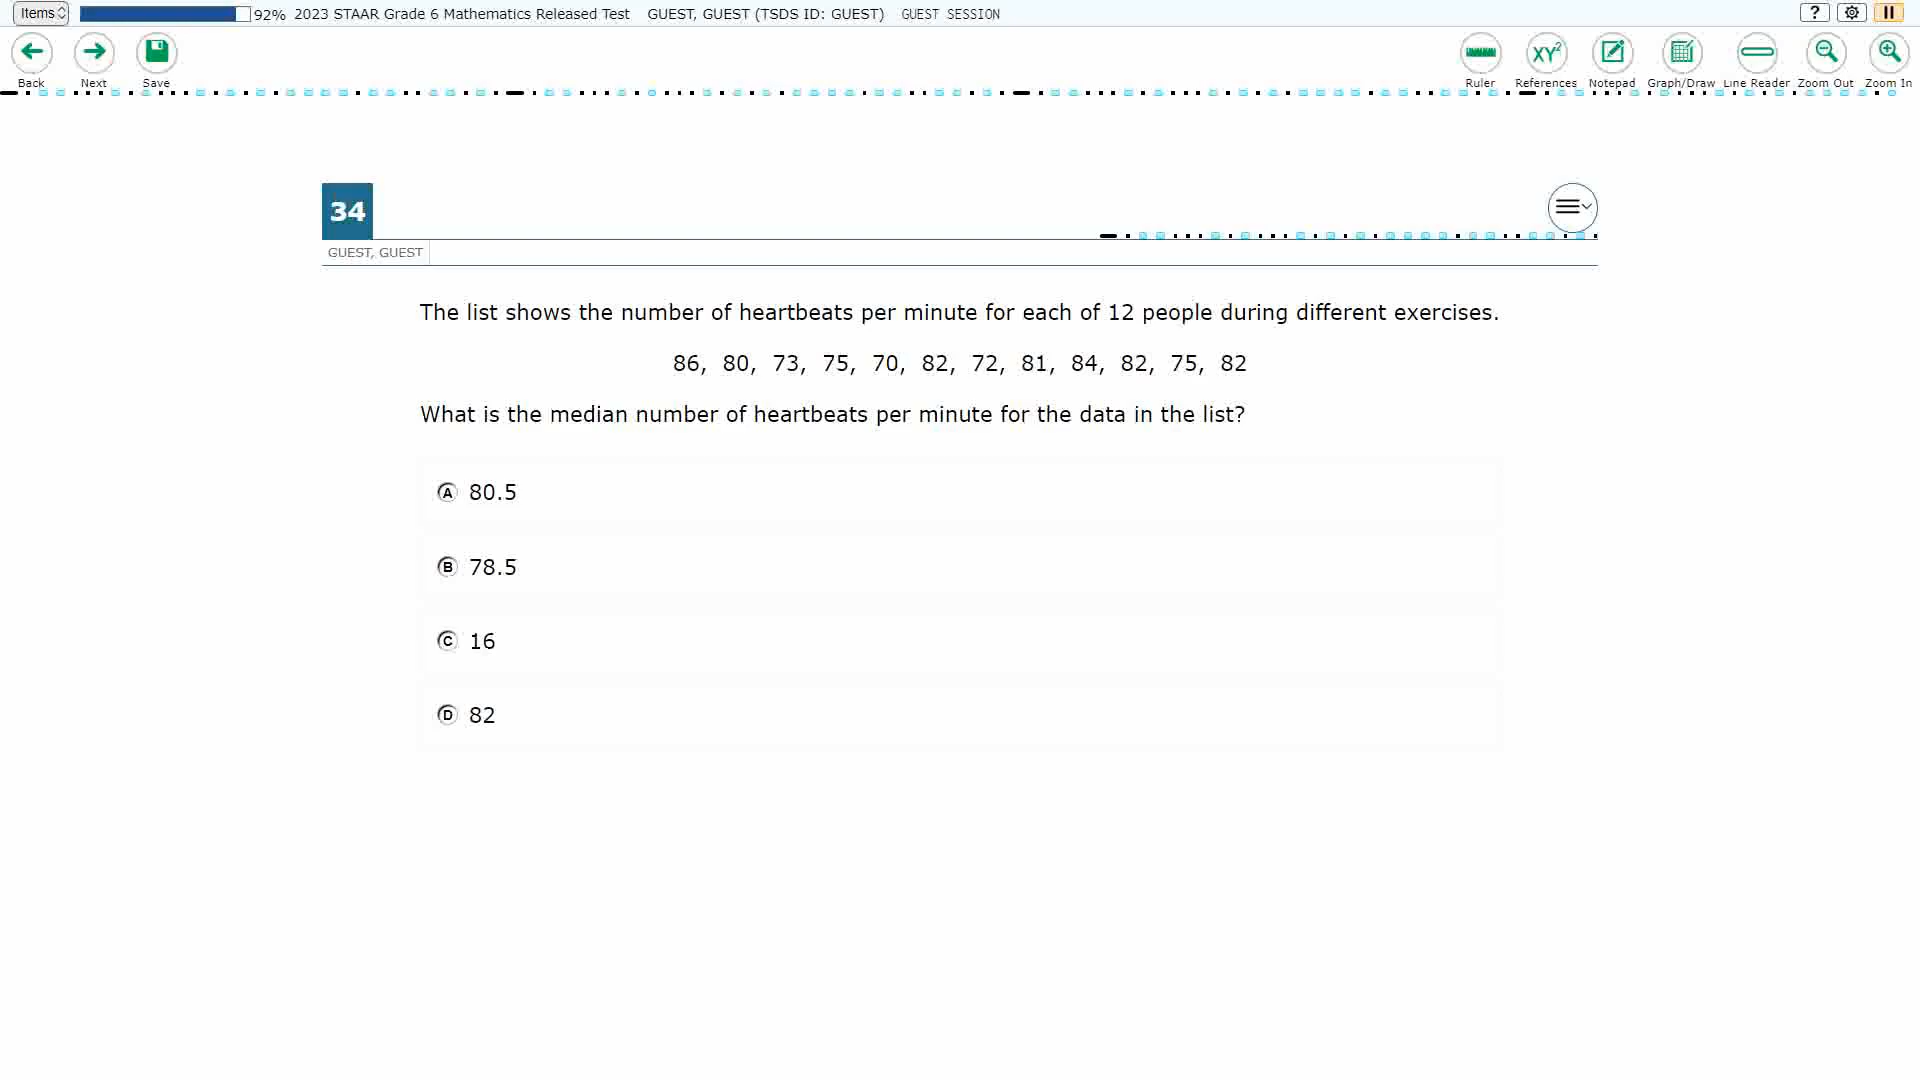 Items 92% 2023 STAAR Grade 6 Mathematics Released Test GUEST, GUEST (TSDS ID: GUEST) GUEST SESSION ?
XY²
Back Next Save Ruler References Notepad Graph/Draw Line Reader Zoom Out Zoom In
34
GUEST, GUEST
The list shows the number of heartbeats per minute for each of 12 people during different exercises.
86, 80, 73, 75, 70, 82, 72, 81, 84, 82, 75, 82
What is the median number of heartbeats per minute for the data in the list?
A 80.5
B 78.5
C 16
D 82